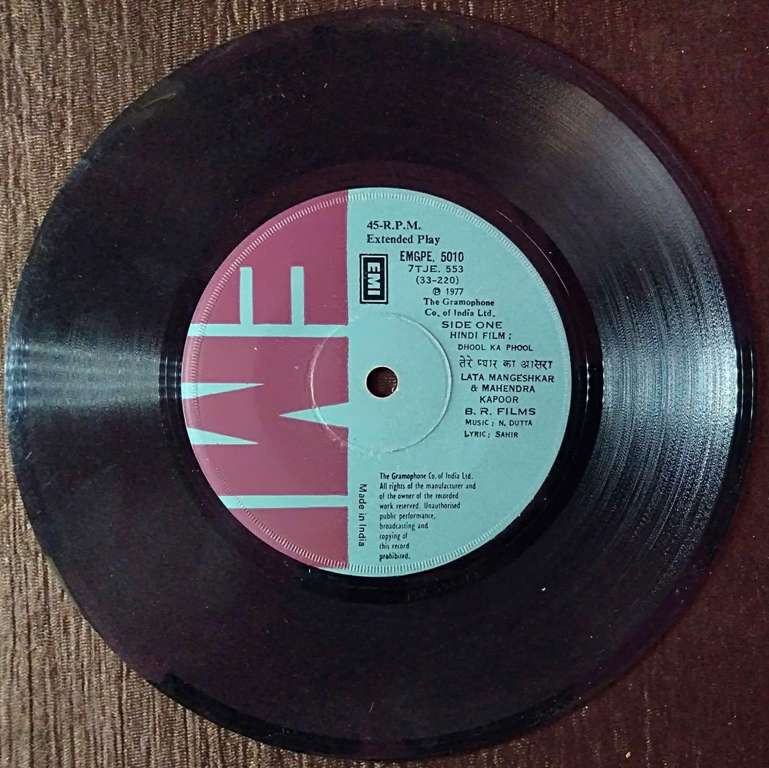 45-R.P.M.
Extended Play
EMI
EMGPE. 5010
7TJE. 553
(33-220)
℗ 1977
The Gramophone
Co. of India Ltd.
SIDE ONE
HINDI FILM :
DHOOL KA PHOOL
तेरे प्यार का आसरा
LATA MANGESHKAR
& MAHENDRA
KAPOOR
B. R. FILMS
MUSIC ; N. DUTTA
LYRIC ; SAHIR
The Gramophone Co. of India Ltd.
All rights of the manufacturer and
of the owner of the recorded
work reserved. Unauthorised
public performance,
broadcasting and
copying of
this record
prohibited.
Made in India
EMI